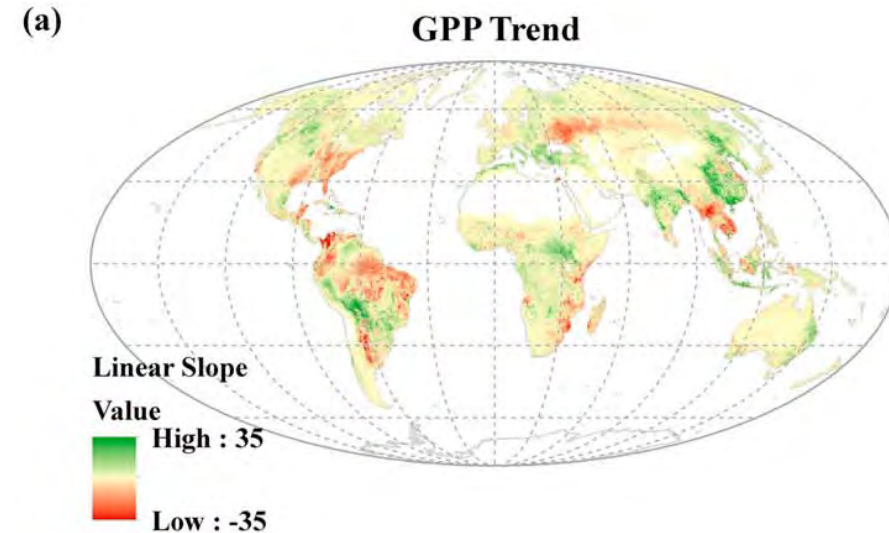 (a)
GPP Trend
Linear Slope
Value
High : 35
Low : -35